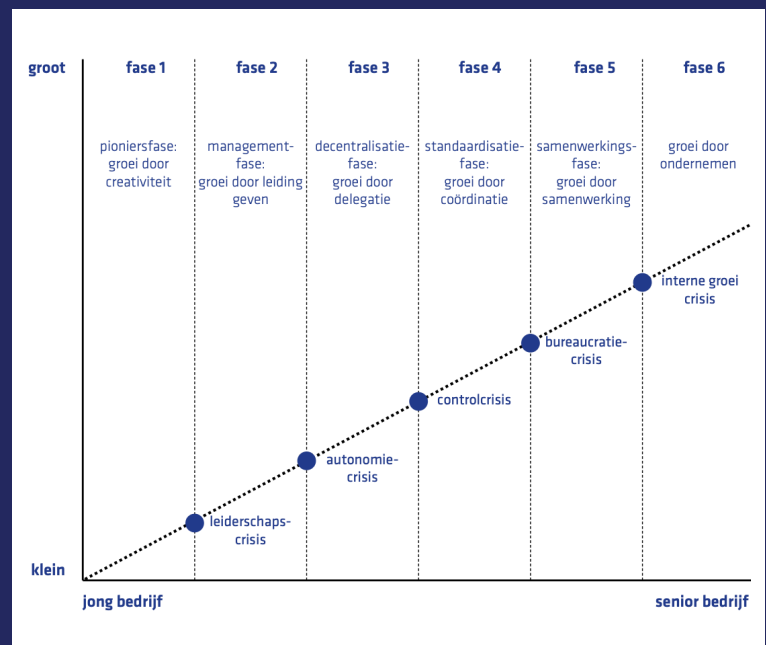 groot
fase 1
fase 2
fase 3
fase 4
fase 5
fase 6
pioniersfase:
groei door
creativiteit
management-
fase:
groei door leiding
geven
decentralisatie-
fase:
groei door
delegatie
standaardisatie-
fase:
groei door
coördinatie
samenwerkings-
fase:
groei door
samenwerking
groei door
ondernemen
interne groei
crisis
bureaucratie-
crisis
controlcrisis
autonomie-
crisis
leiderschaps-
crisis
klein
jong bedrijf
senior bedrijf